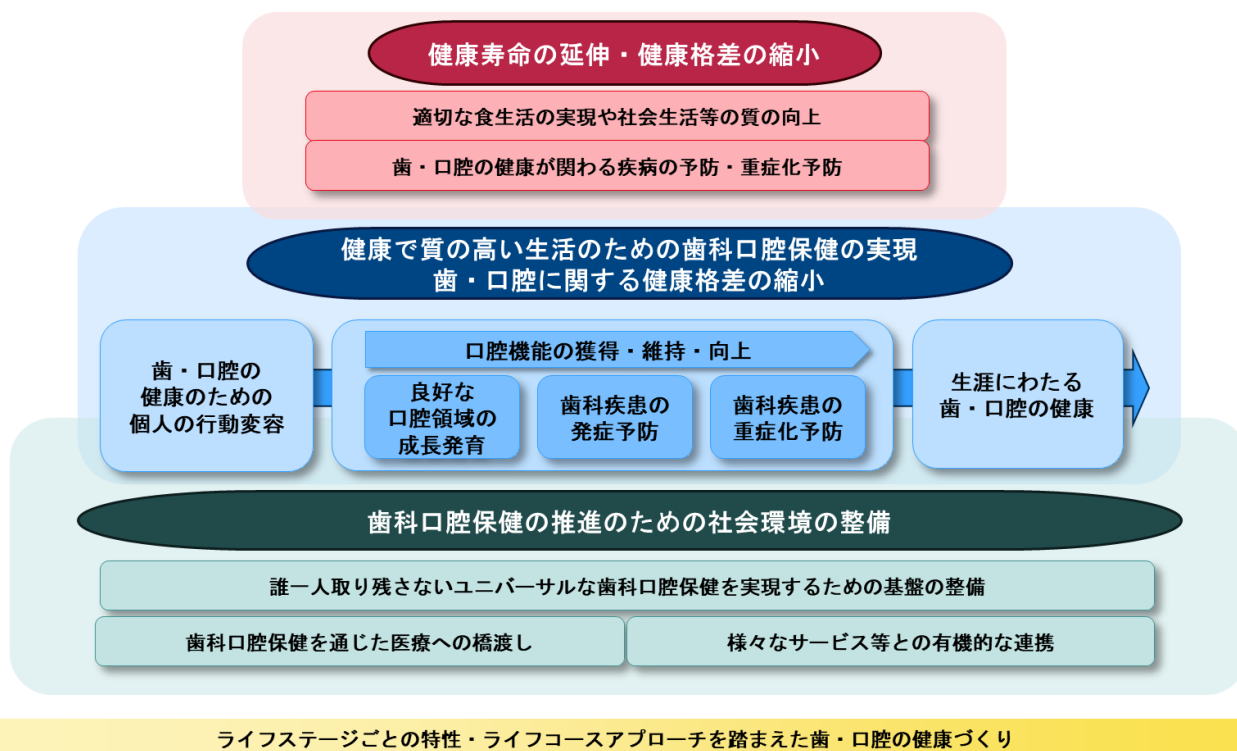 健康寿命の延伸・健康格差の縮小
適切な食生活の実現や社会生活等の質の向上
歯・口腔の健康が関わる疾病の予防・重症化予防
健康で質の高い生活のための歯科口腔保健の実現
歯・口腔に関する健康格差の縮小
歯・口腔の
健康のための
個人の行動変容
口腔機能の獲得・維持・向上
良好な
口腔領域の
成長発育
歯科疾患の
発症予防
歯科疾患の
重症化予防
生涯にわたる
歯・口腔の健康
歯科口腔保健の推進のための社会環境の整備
誰一人取り残さないユニバーサルな歯科口腔保健を実現するための基盤の整備
歯科口腔保健を通じた医療への橋渡し
様々なサービス等との有機的な連携
ライフステージごとの特性・ライフコースアプローチを踏まえた歯・口腔の健康づくり